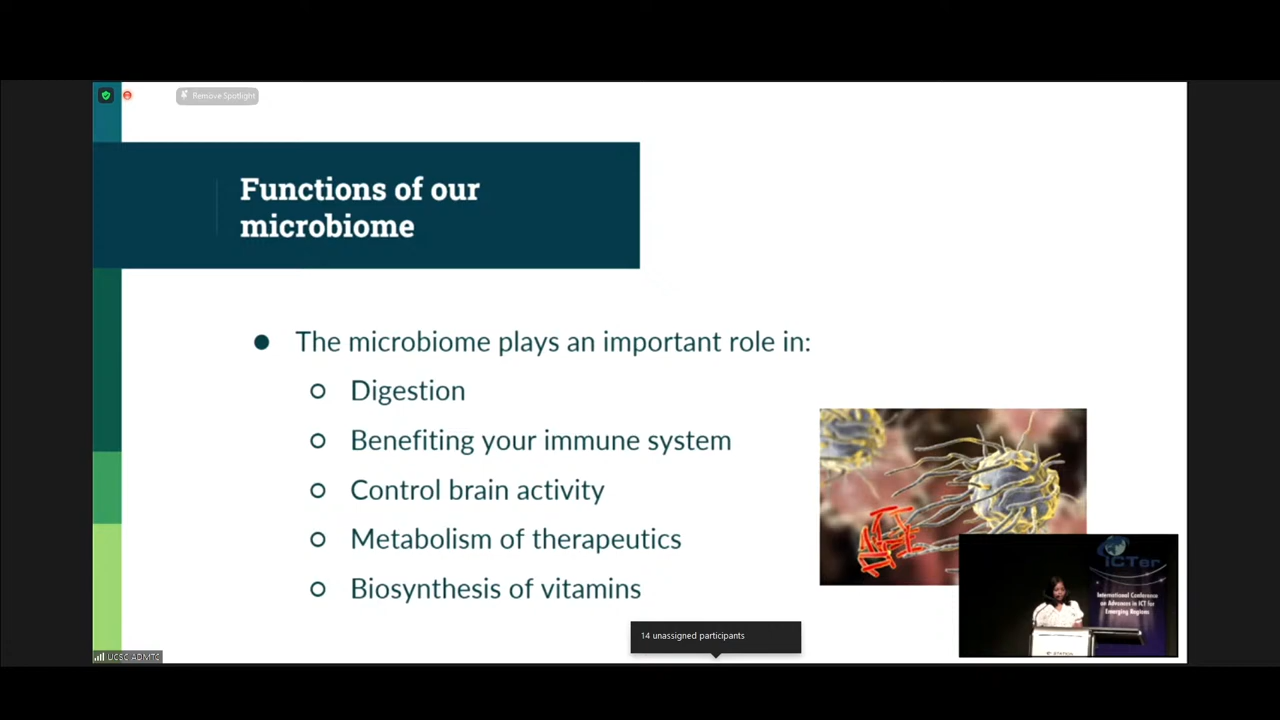 Remove Spotlight
Functions of our
microbiome
The microbiome plays an important role in:
Digestion
Benefiting your immune system
Control brain activity
Metabolism of therapeutics
Biosynthesis of vitamins
ICTer
International Conference
on Advances in ICT for
Emerging Regions
14 unassigned participants
UCSC ADMTC